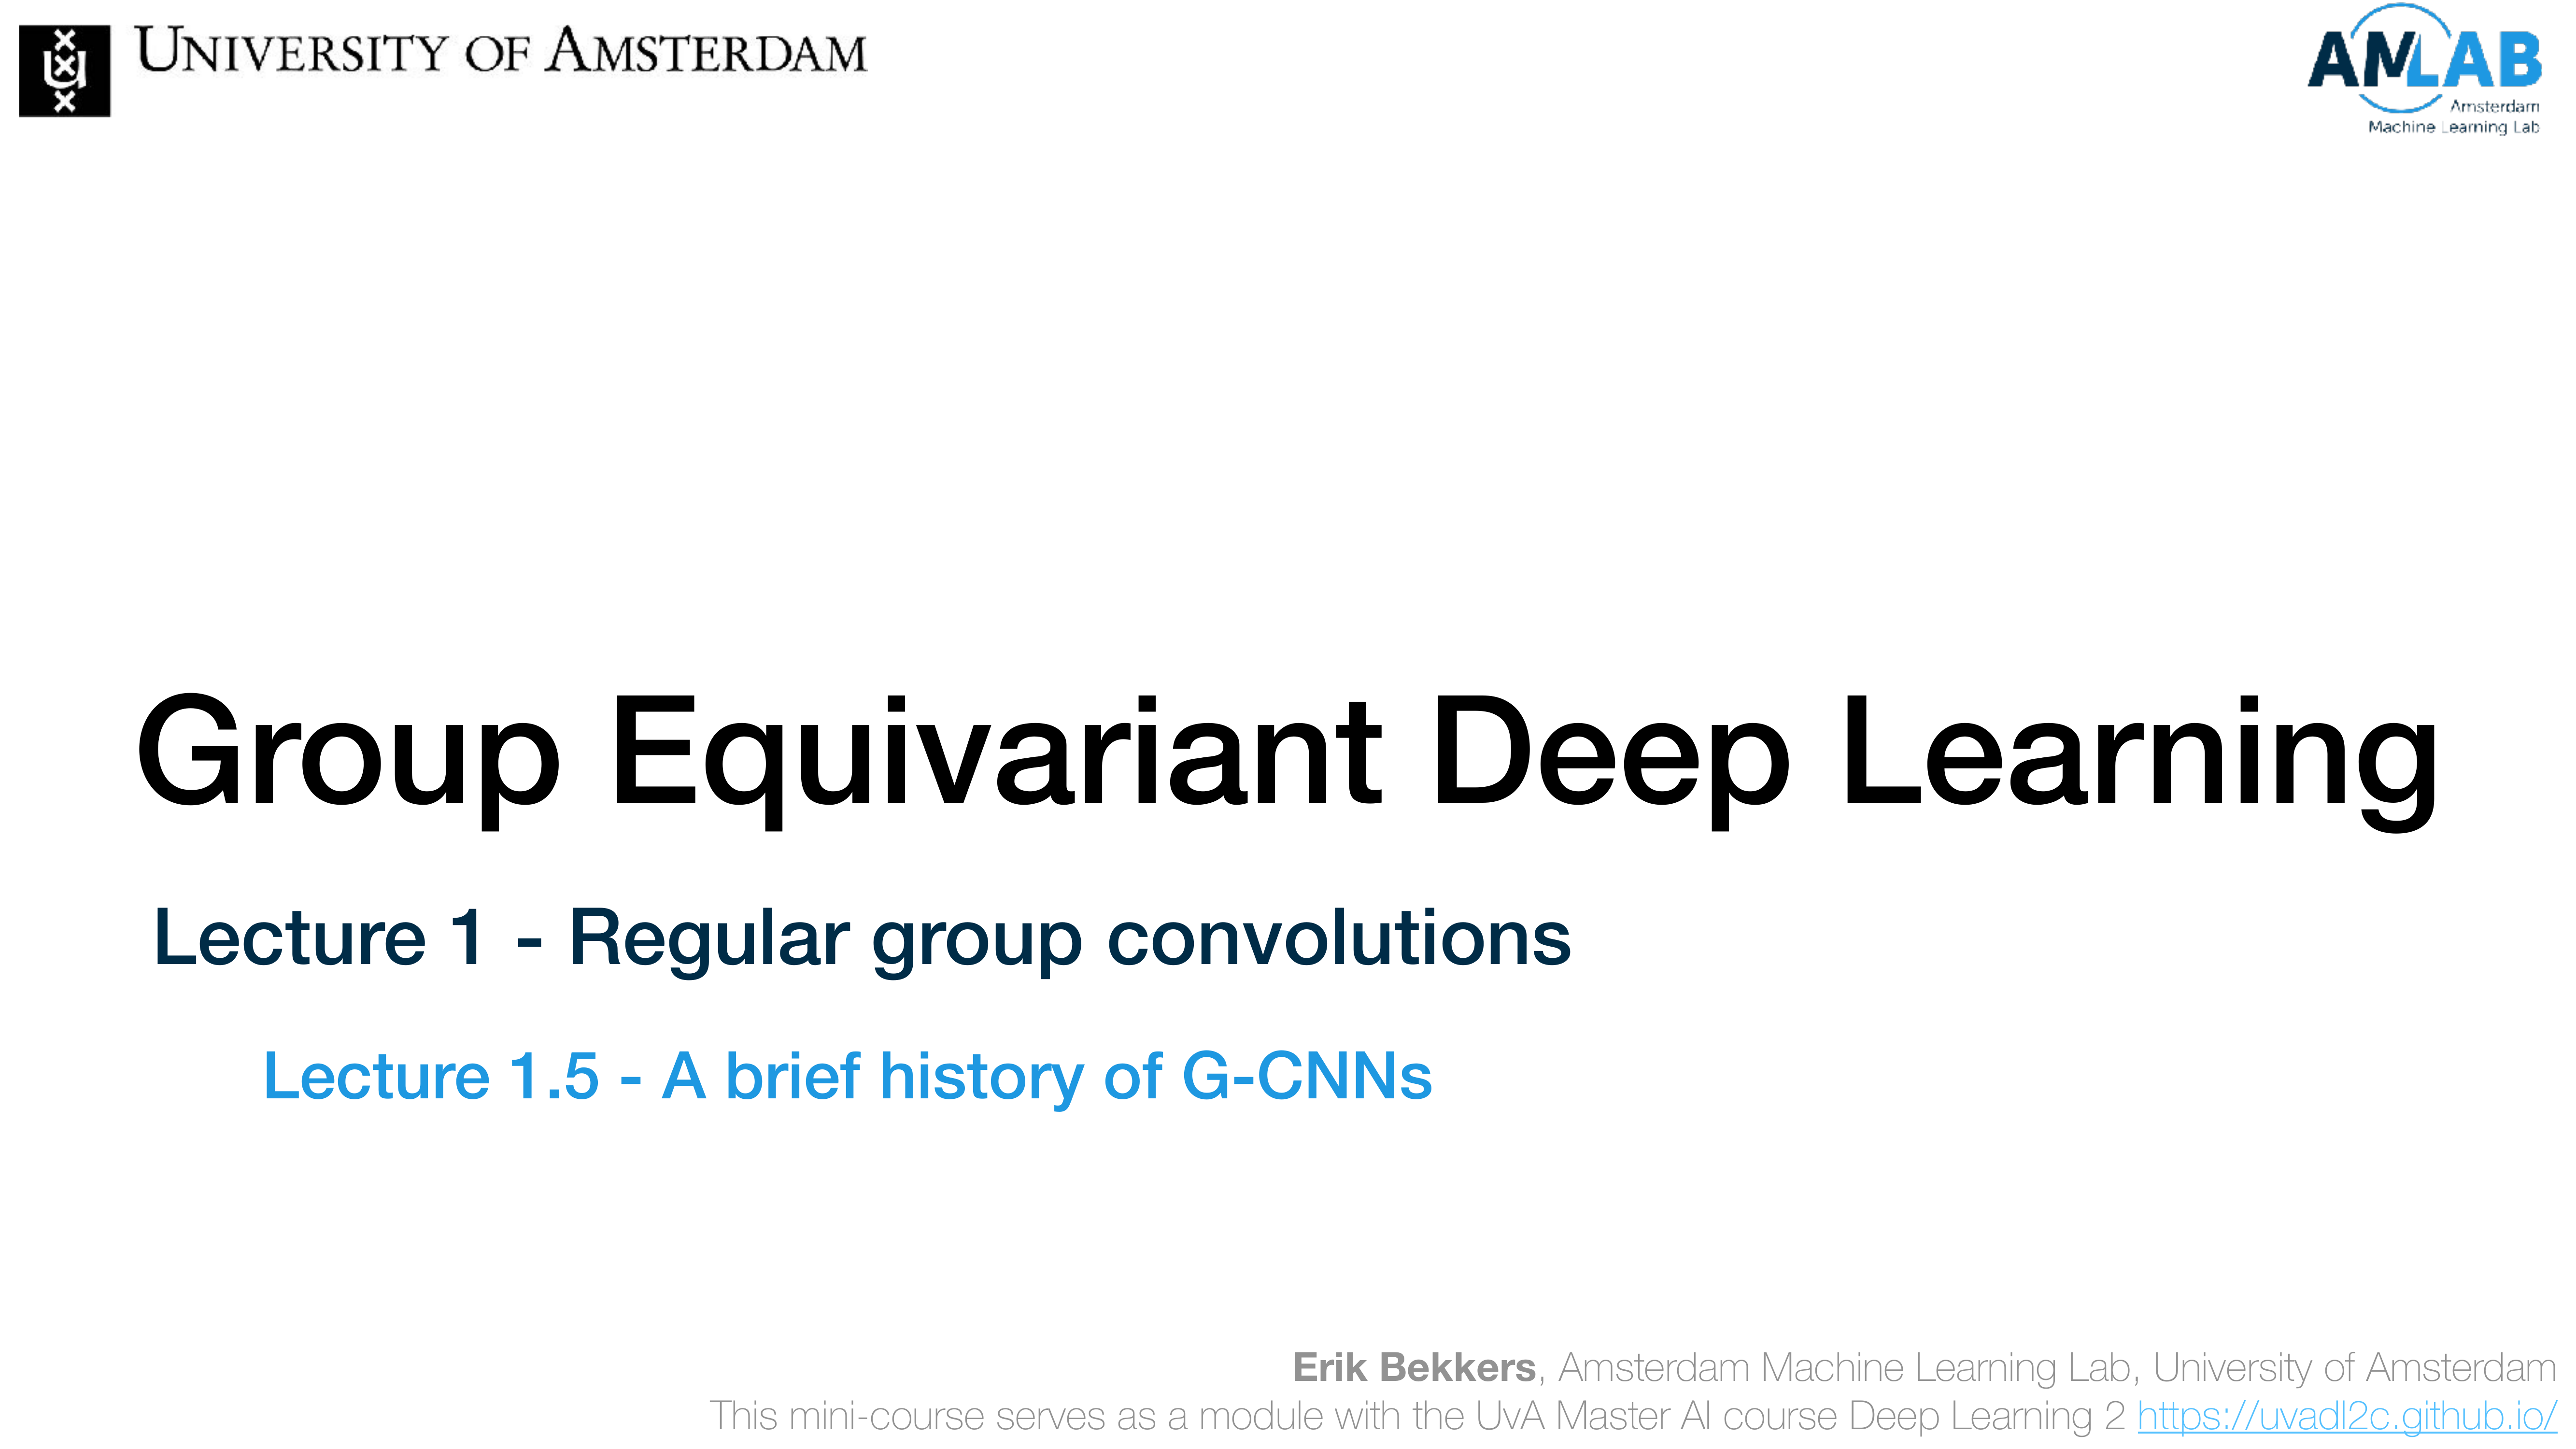 UNIVERSITY OF AMSTERDAM
AMLAB
Amsterdam
Machine Learning Lab
Group Equivariant Deep Learning
Lecture 1 - Regular group convolutions
Lecture 1.5 - A brief history of G-CNNs
Erik Bekkers, Amsterdam Machine Learning Lab, University of Amsterdam
This mini-course serves as a module with the UvA Master AI course Deep Learning 2 https://uvadl2c.github.io/